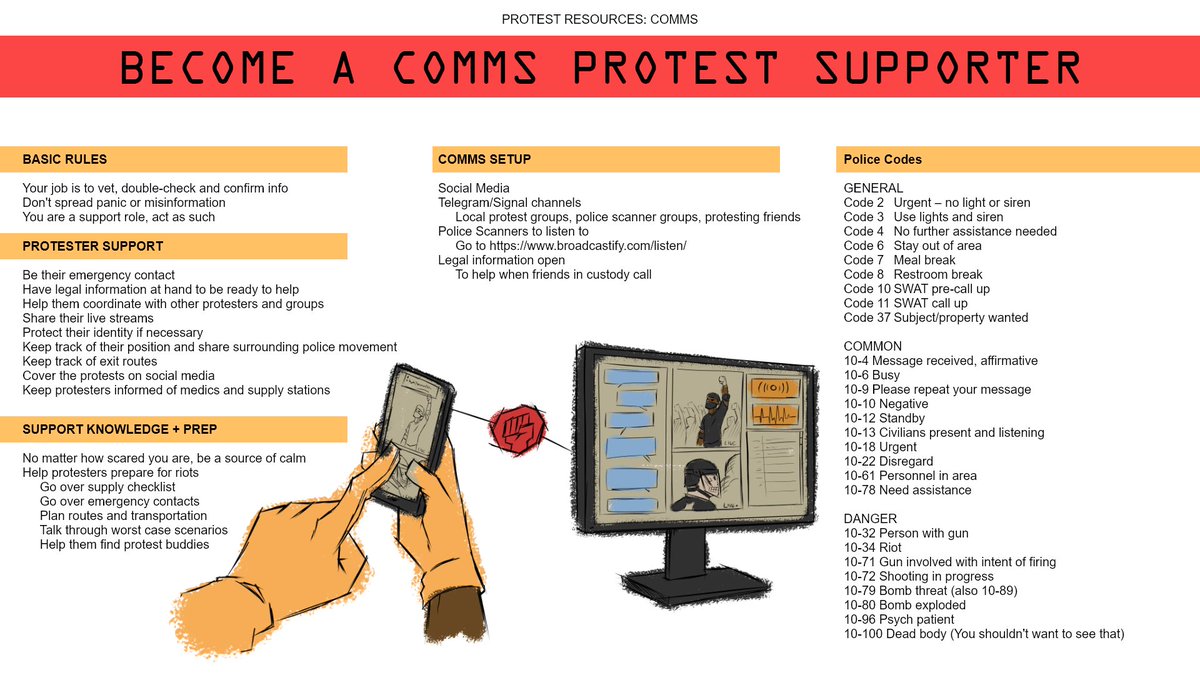 PROTEST RESOURCES: COMMS
BECOME A COMMS PROTEST SUPPORTER
BASIC RULES
Your job is to vet, double-check and confirm info
Don't spread panic or misinformation
You are a support role, act as such
PROTESTER SUPPORT
Be their emergency contact
Have legal information at hand to be ready to help
Help them coordinate with other protesters and groups
Share their live streams
Protect their identity if necessary
Keep track of their position and share surrounding police movement
Keep track of exit routes
Cover the protests on social media
Keep protesters informed of medics and supply stations
SUPPORT KNOWLEDGE + PREP
No matter how scared you are, be a source of calm
Help protesters prepare for riots
Go over supply checklist
Go over emergency contacts
Plan routes and transportation
Talk through worst case scenarios
Help them find protest buddies
COMMS SETUP
Social Media
Telegram/Signal channels
Local protest groups, police scanner groups, protesting friends
Police Scanners to listen to
Go to https://www.broadcastify.com/listen/
Legal information open
To help when friends in custody call
LIVE
LIVE
Police Codes
GENERAL
Code 2 Urgent – no light or siren
Code 3 Use lights and siren
Code 4 No further assistance needed
Code 6 Stay out of area
Code 7 Meal break
Code 8 Restroom break
Code 10 SWAT pre-call up
Code 11 SWAT call up
Code 37 Subject/property wanted
COMMON
10-4 Message received, affirmative
10-6 Busy
10-9 Please repeat your message
10-10 Negative
10-12 Standby
10-13 Civilians present and listening
10-18 Urgent
10-22 Disregard
10-61 Personnel in area
10-78 Need assistance
DANGER
10-32 Person with gun
10-34 Riot
10-71 Gun involved with intent of firing
10-72 Shooting in progress
10-79 Bomb threat (also 10-89)
10-80 Bomb exploded
10-96 Psych patient
10-100 Dead body (You shouldn't want to see that)